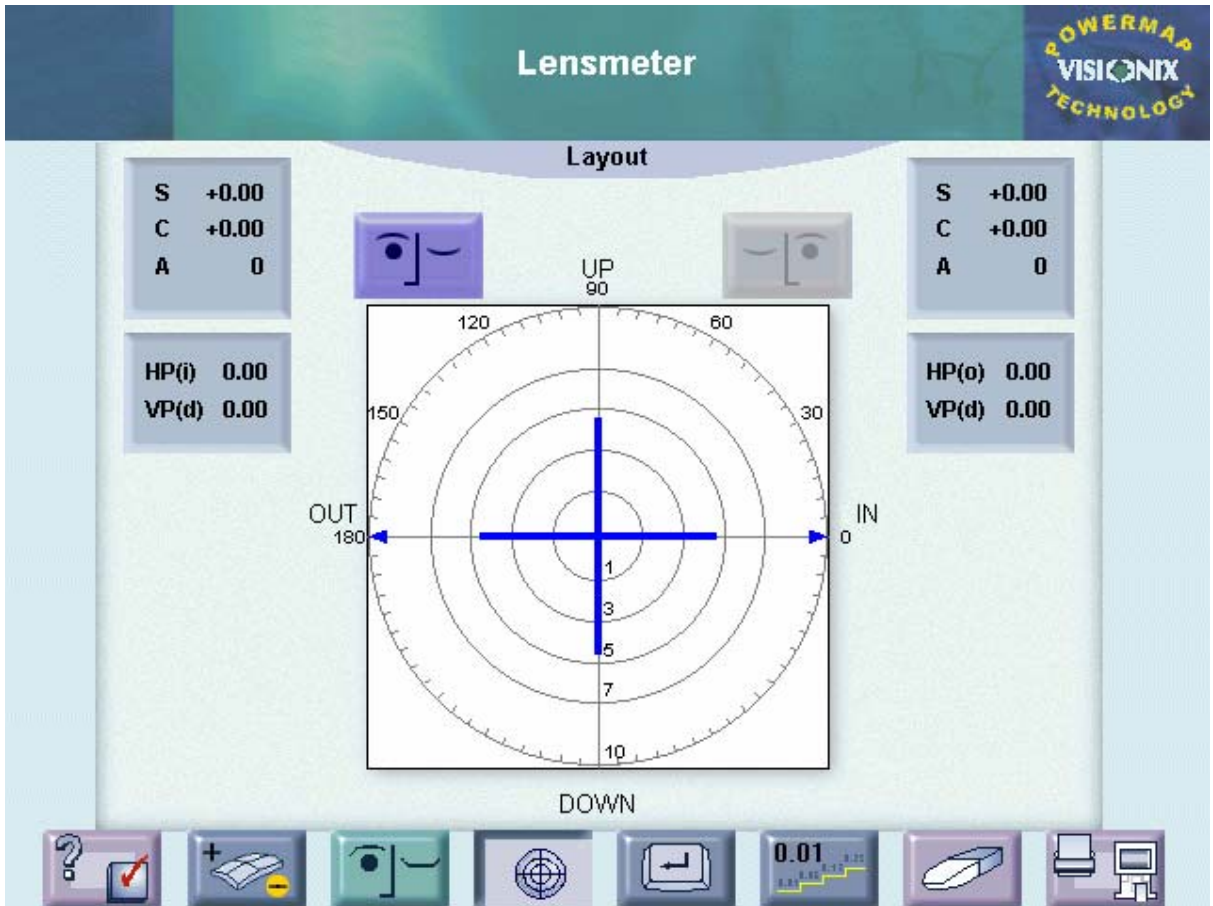 Lensmeter
POWERMAP
VISIONIX
TECHNOLOGY
Layout
S +0.00
C +0.00
A 0
S +0.00
C +0.00
A 0
UP
90
120
60
HP(i) 0.00
VP(d) 0.00
HP(o) 0.00
VP(d) 0.00
150
30
OUT
180
IN
0
1
3
5
7
10
DOWN
?
+
0.01